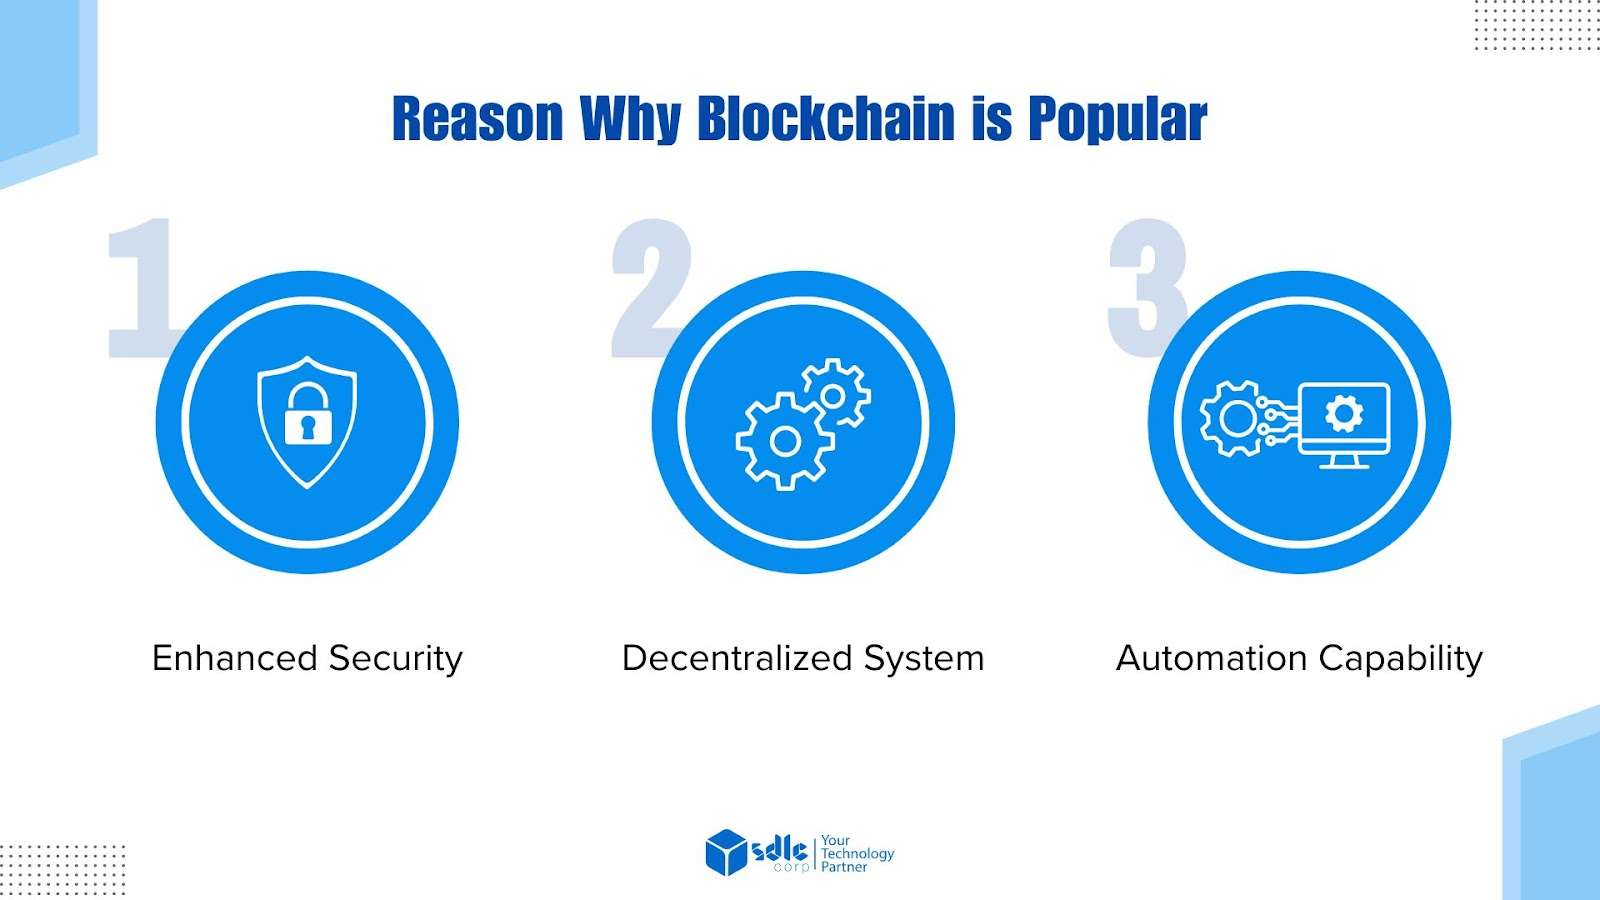 Reason Why Blockchain is Popular
1
2
3
Enhanced Security
Decentralized System
Automation Capability
sdlc
corp
Your
Technology
Partner